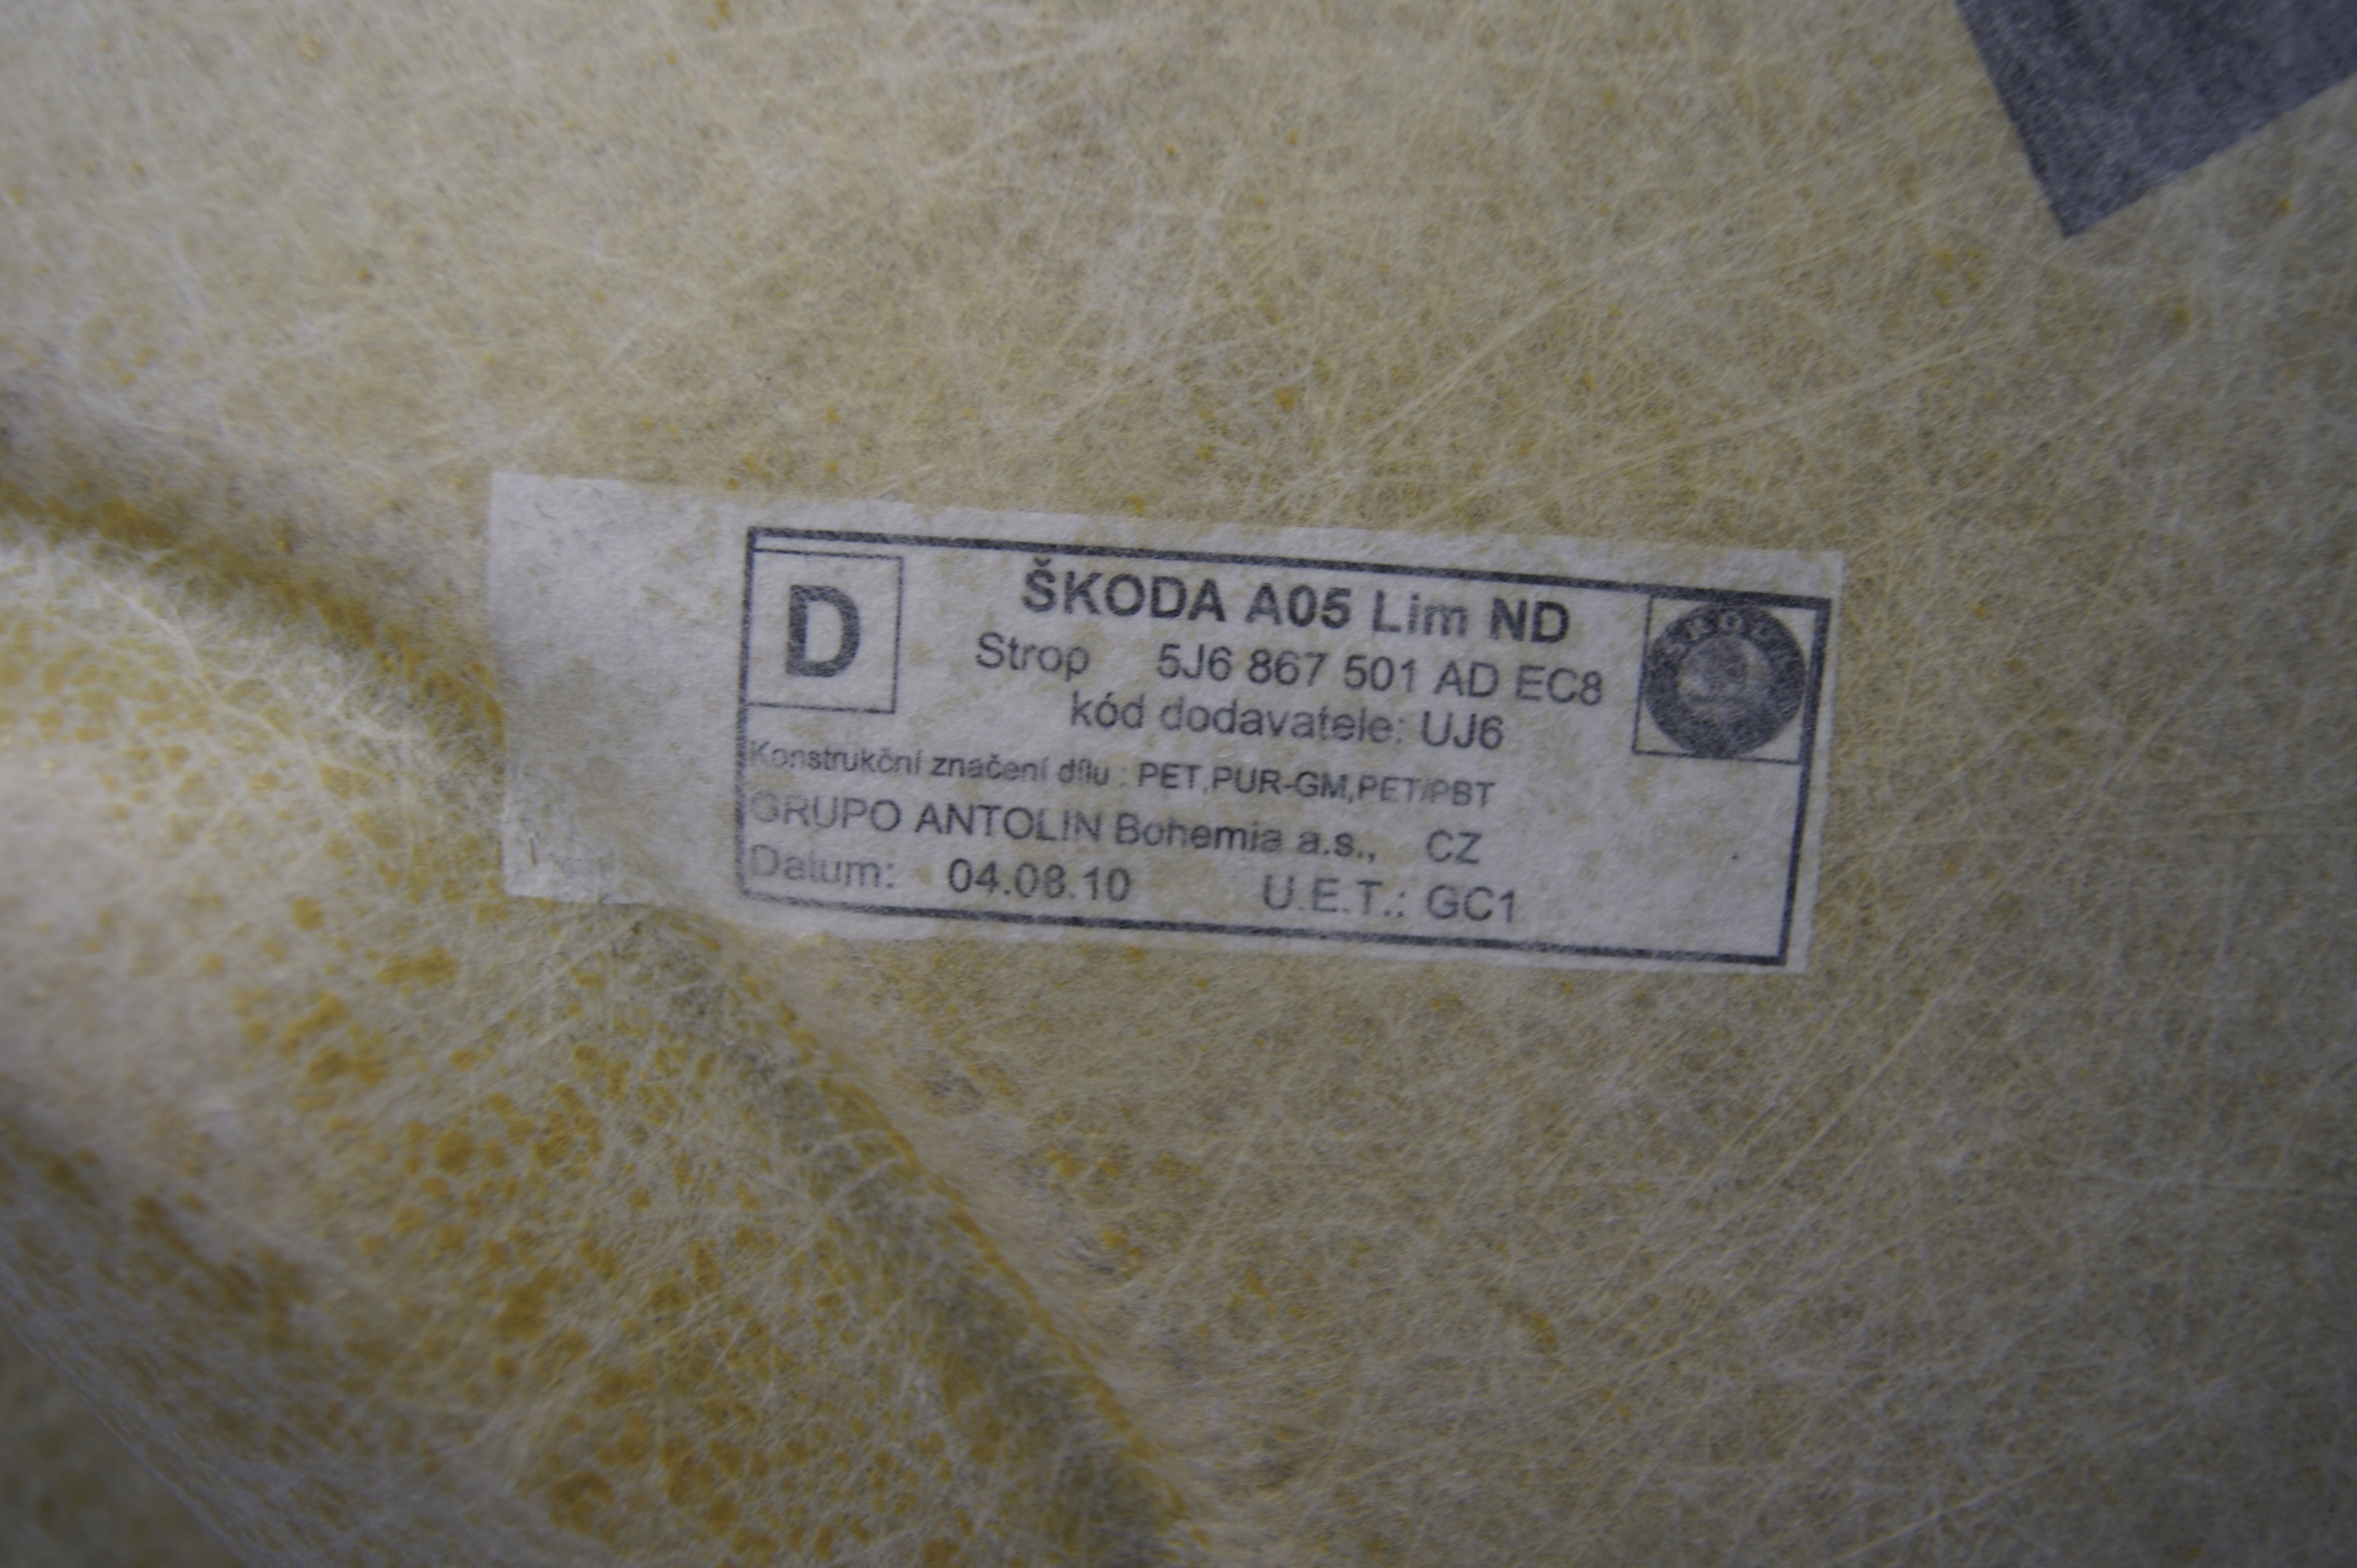 D
ŠKODA A05 Lim ND
Strop 5J6 867 501 AD EC8
kód dodavatele: UJ6
Konstrukční značení dílu : PET,PUR-GM,PET/PBT
GRUPO ANTOLIN Bohemia a.s., CZ
Datum: 04.08.10 U.E.T.: GC1